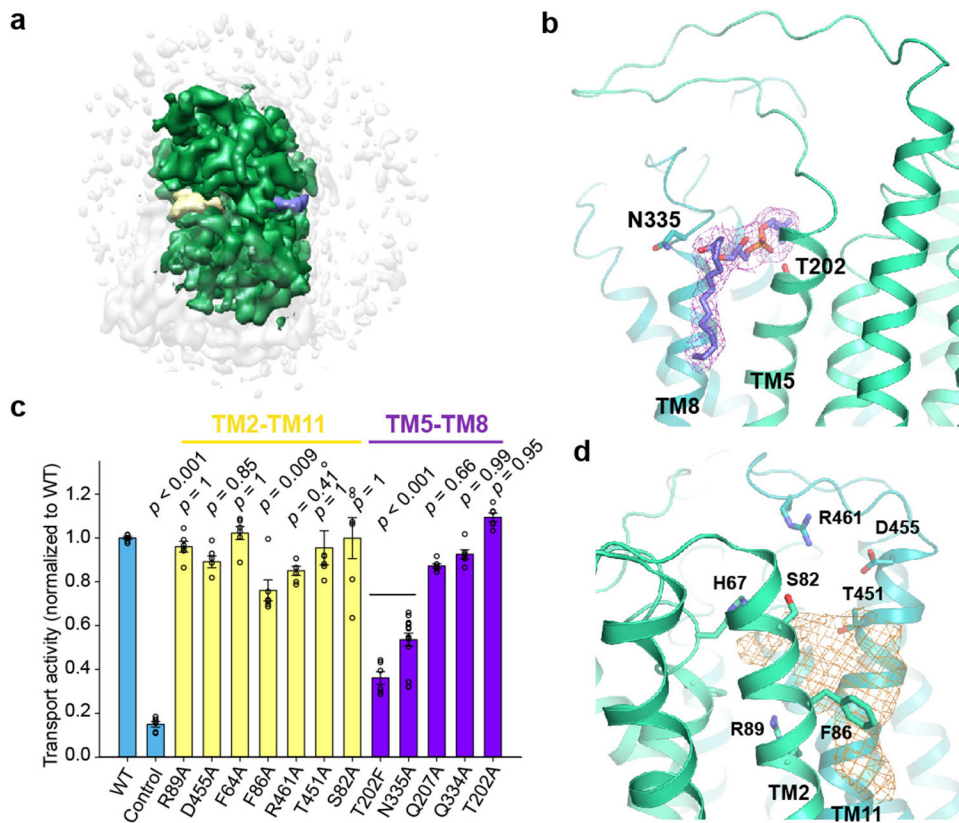 a
b
N335
T202
TM5
TM8
c
TM2-TM11
TM5-TM8
Transport activity (normalized to WT)
1.2
1.0
0.8
0.6
0.4
0.2
0.0
p < 0.001
p = 1
p = 0.85
p = 1
p = 0.009
p = 0.41
p = 1
p = 1
p < 0.001
p = 0.66
p = 0.99
p = 0.95
WT
Control
R89A
D455A
F64A
F86A
R461A
T451A
S82A
T202F
N335A
Q207A
Q334A
T202A
d
R461
D455
H67
S82
T451
R89
F86
TM2
TM11